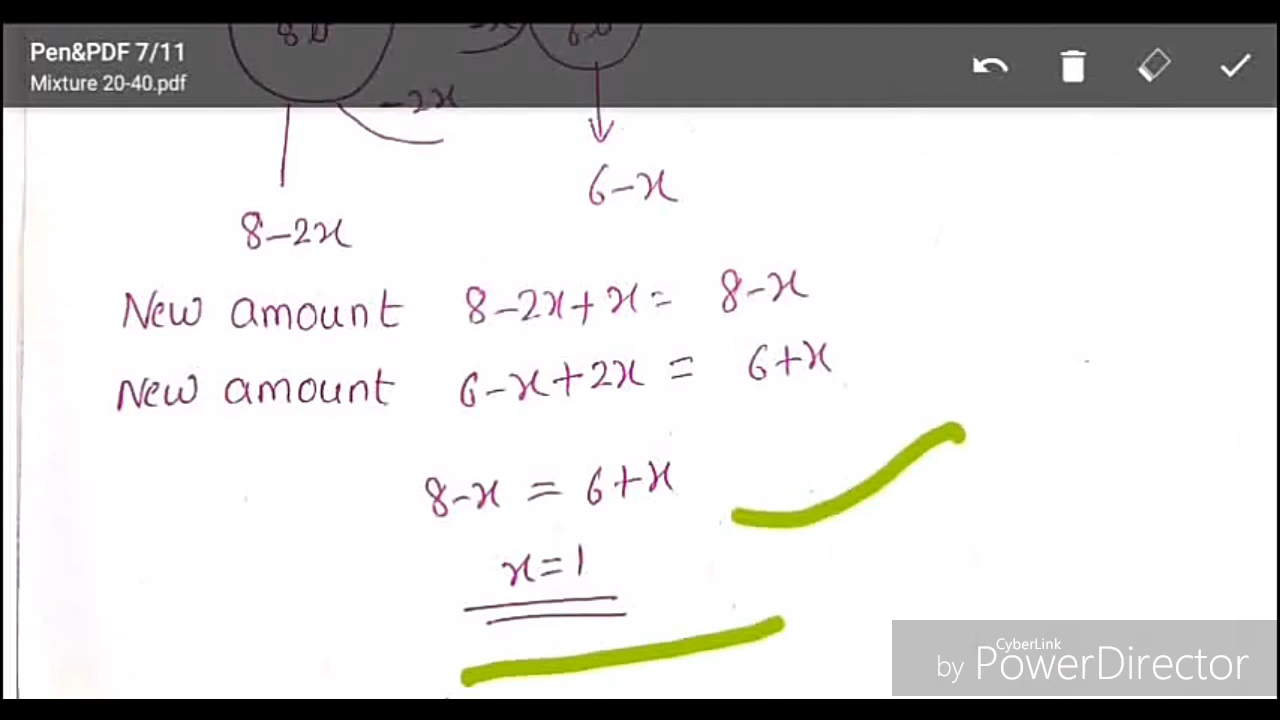 Pen&PDF 7/11
Mixture 20-40.pdf
-2x
6-x
8-2x
New amount 8-2x+x= 8-x
New amount 6-x+2x = 6+x
8-x = 6+x
x=1
CyberLink
by PowerDirector